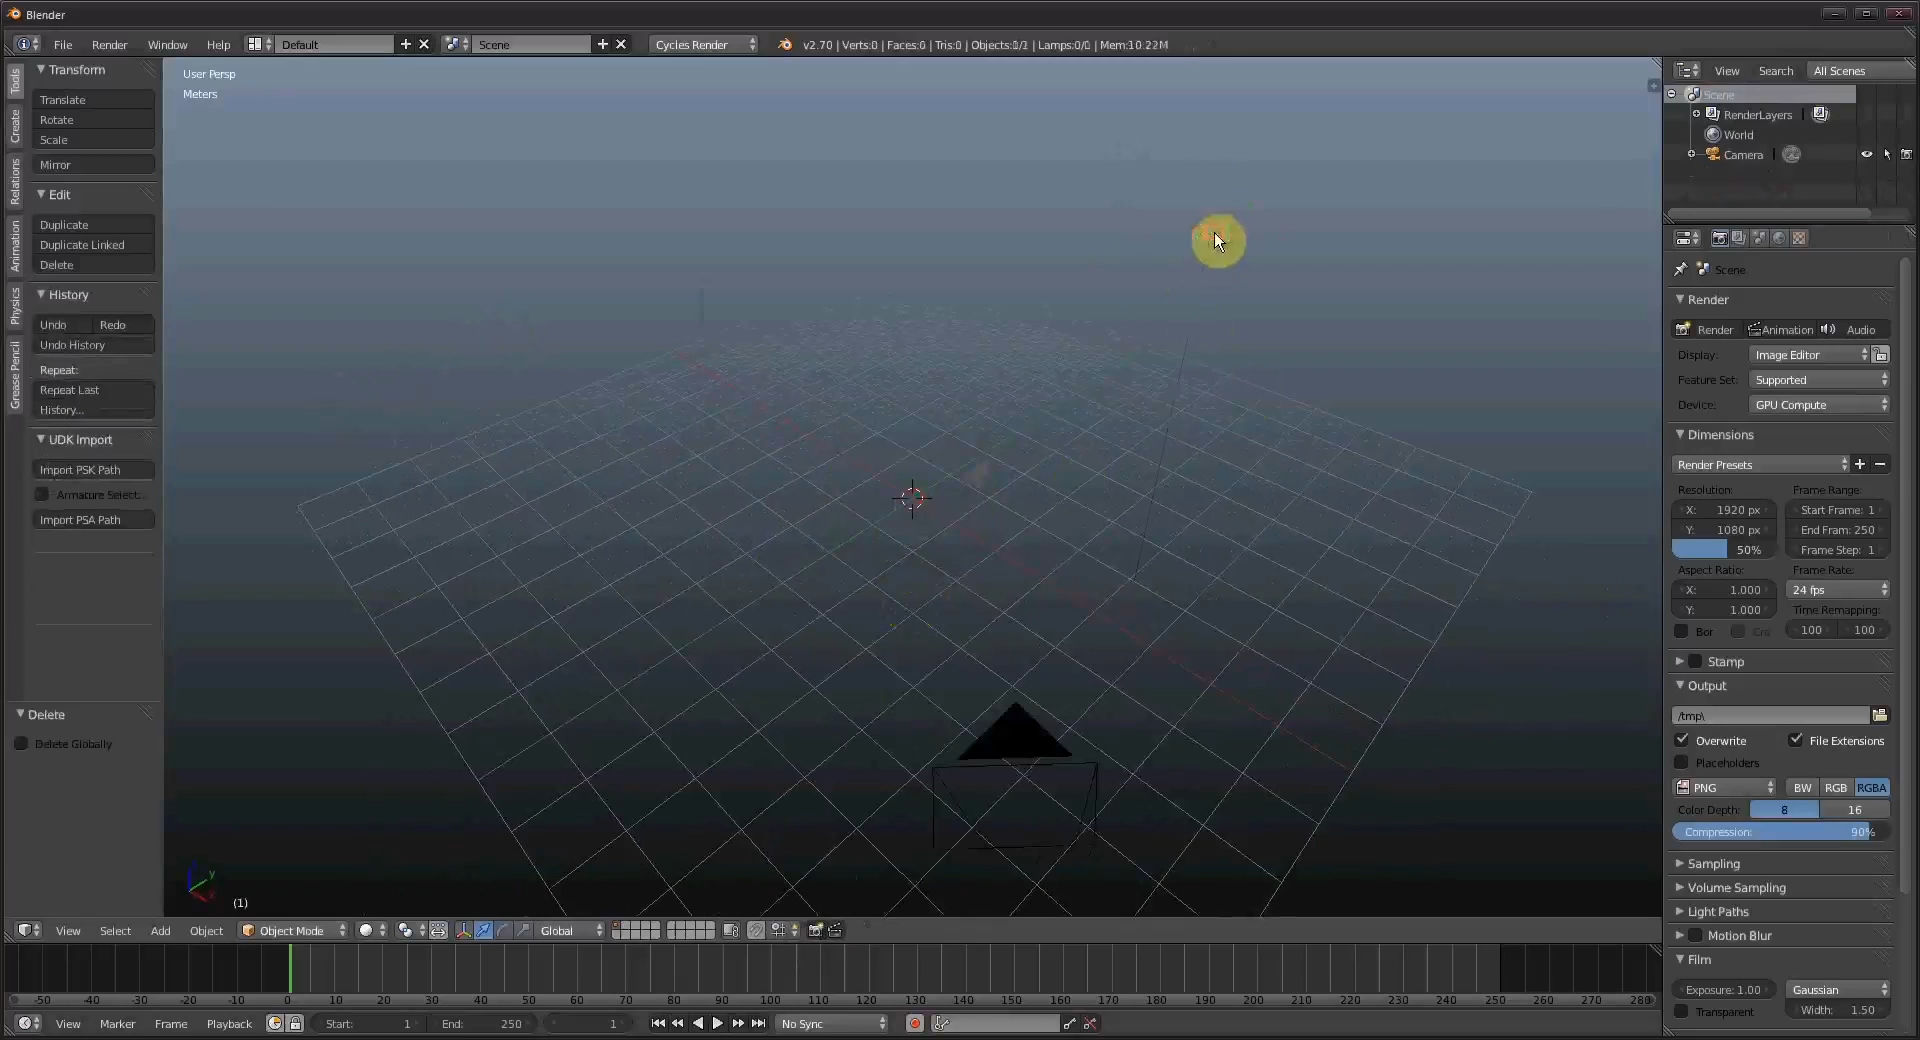 Blender
File Render Window Help Default Scene Cycles Render v2.70 | Verts:0 | Faces:0 | Tris:0 | Objects:0/1 | Lamps:0/0 | Mem:10.22M
Tools
Create
Relations
Animation
Physics
Grease Pencil
Transform
Translate
Rotate
Scale
Mirror
Edit
Duplicate
Duplicate Linked
Delete
History
Undo Redo
Undo History
Repeat:
Repeat Last
History...
UDK Import
Import PSK Path
Armature Select...
Import PSA Path
Delete
Delete Globally
User Persp
Meters
y
(1)
View Select Add Object Object Mode Global
-50 -40 -30 -20 -10 0 10 20 30 40 50 60 70 80 90 100 110 120 130 140 150 160 170 180 190 200 210 220 230 240 250 260 270 280
View Marker Frame Playback Start: 1 End: 250 1 No Sync
View Search All Scenes
Scene
RenderLayers
World
Camera
Scene
Render
Render Animation Audio
Display: Image Editor
Feature Set: Supported
Device: GPU Compute
Dimensions
Render Presets
Resolution: Frame Range:
X: 1920 px Start Frame: 1
Y: 1080 px End Fram: 250
50% Frame Step: 1
Aspect Ratio: Frame Rate:
X: 1.000 24 fps
Y: 1.000 Time Remapping:
Bor Cro 100 100
Stamp
Output
/tmp\
Overwrite File Extensions
Placeholders
PNG BW RGB RGBA
Color Depth: 8 16
Compression: 90%
Sampling
Volume Sampling
Light Paths
Motion Blur
Film
Exposure: 1.00 Gaussian
Transparent Width: 1.50